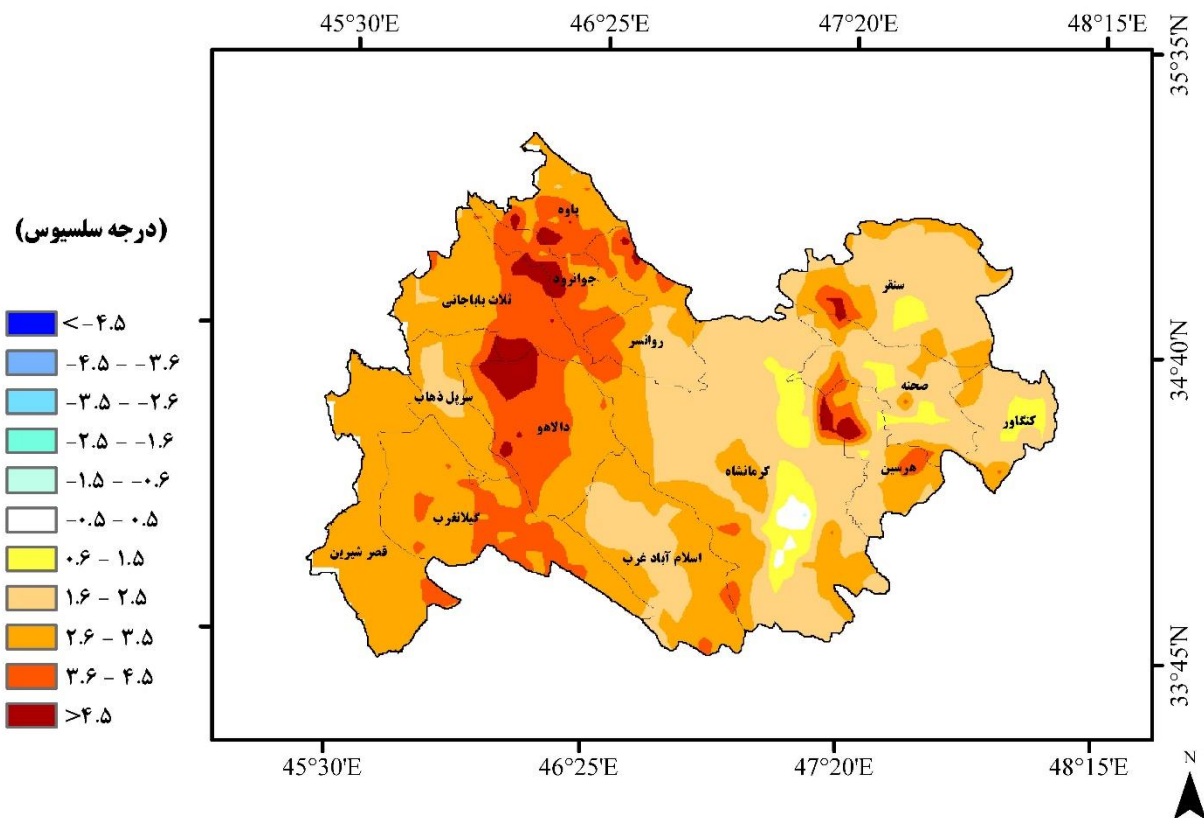 45°30'E 46°25'E 47°20'E 48°15'E
35°35'N
34°40'N
33°45'N
(درجه سلسیوس)
<-۴.۵
-۴.۵ - -۳.۶
-۳.۵ - -۲.۶
-۲.۵ - -۱.۶
-۱.۵ - -۰.۶
-۰.۵ - ۰.۵
۰.۶ - ۱.۵
۱.۶ - ۲.۵
۲.۶ - ۳.۵
۳.۶ - ۴.۵
>۴.۵
پاوه
جوانرود
ثلاث باباجانی
روانسر
سنقر
صحنه
کنگاور
سرپل ذهاب
دالاهو
کرمانشاه
هرسین
گیلانغرب
قصر شیرین
اسلام آباد غرب
45°30'E 46°25'E 47°20'E 48°15'E
N